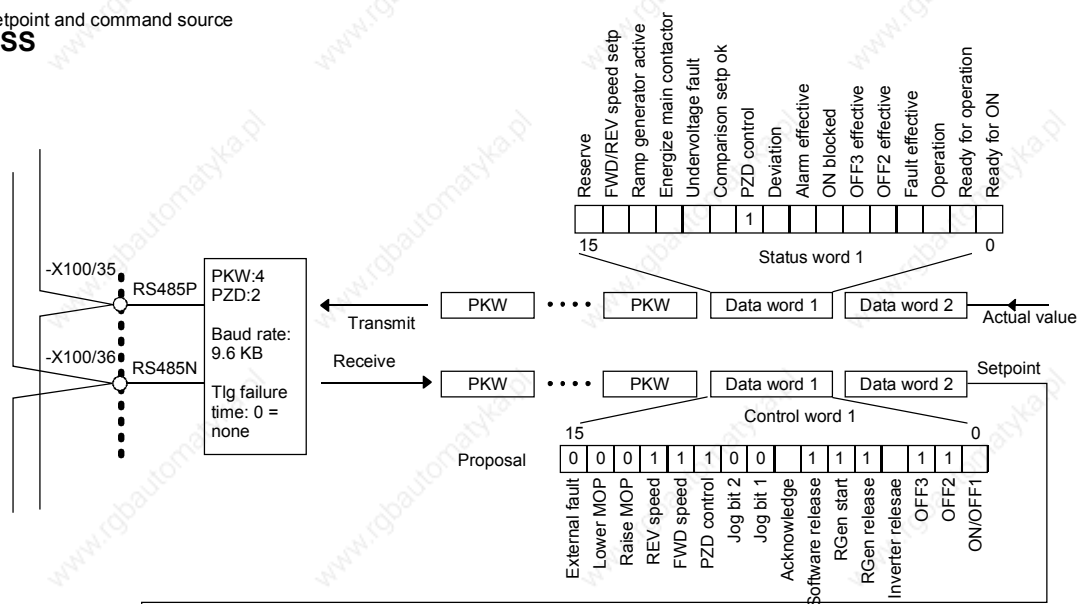 etpoint and command source
SS
Reserve
FWD/REV speed setp
Ramp generator active
Energize main contactor
Undervoltage fault
Comparison setp ok
PZD control
Deviation
Alarm effective
ON blocked
OFF3 effective
OFF2 effective
Fault effective
Operation
Ready for operation
Ready for ON
1
15
Status word 1
0
-X100/35
RS485P
PKW:4
PZD:2
Baud rate:
9.6 KB
Tlg failure
time: 0 =
none
-X100/36
RS485N
Transmit
PKW
PKW
Data word 1
Data word 2
Actual value
Receive
PKW
PKW
Data word 1
Data word 2
Setpoint
Control word 1
15
0
Proposal
0 0 0 1 1 1 0 0 1 1 1 1 1
External fault
Lower MOP
Raise MOP
REV speed
FWD speed
PZD control
Jog bit 2
Jog bit 1
Acknowledge
Software release
RGen start
RGen release
Inverter relesae
OFF3
OFF2
ON/OFF1
www.rgbautomatyka.pl